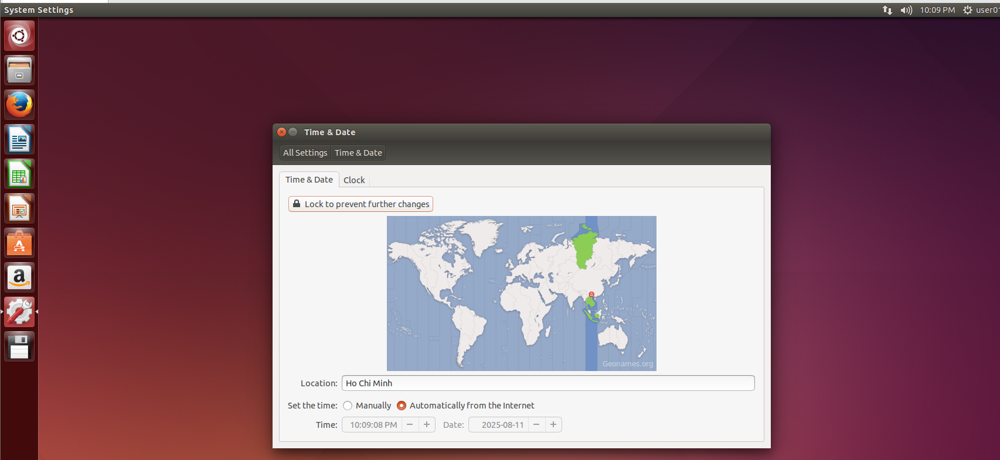 System Settings
10:09 PM
user01
Time & Date
All Settings
Time & Date
Time & Date
Clock
Lock to prevent further changes
Geonames.org
Location:
Ho Chi Minh
Set the time:
Manually
Automatically from the Internet
Time:
10:09:08 PM
Date:
2025-08-11